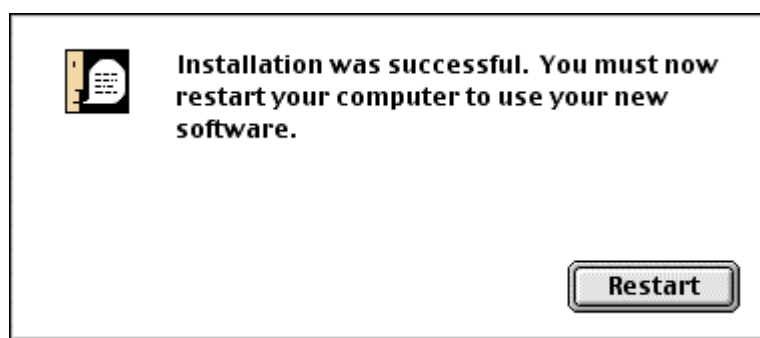 Installation was successful. You must now
restart your computer to use your new
software.
Restart